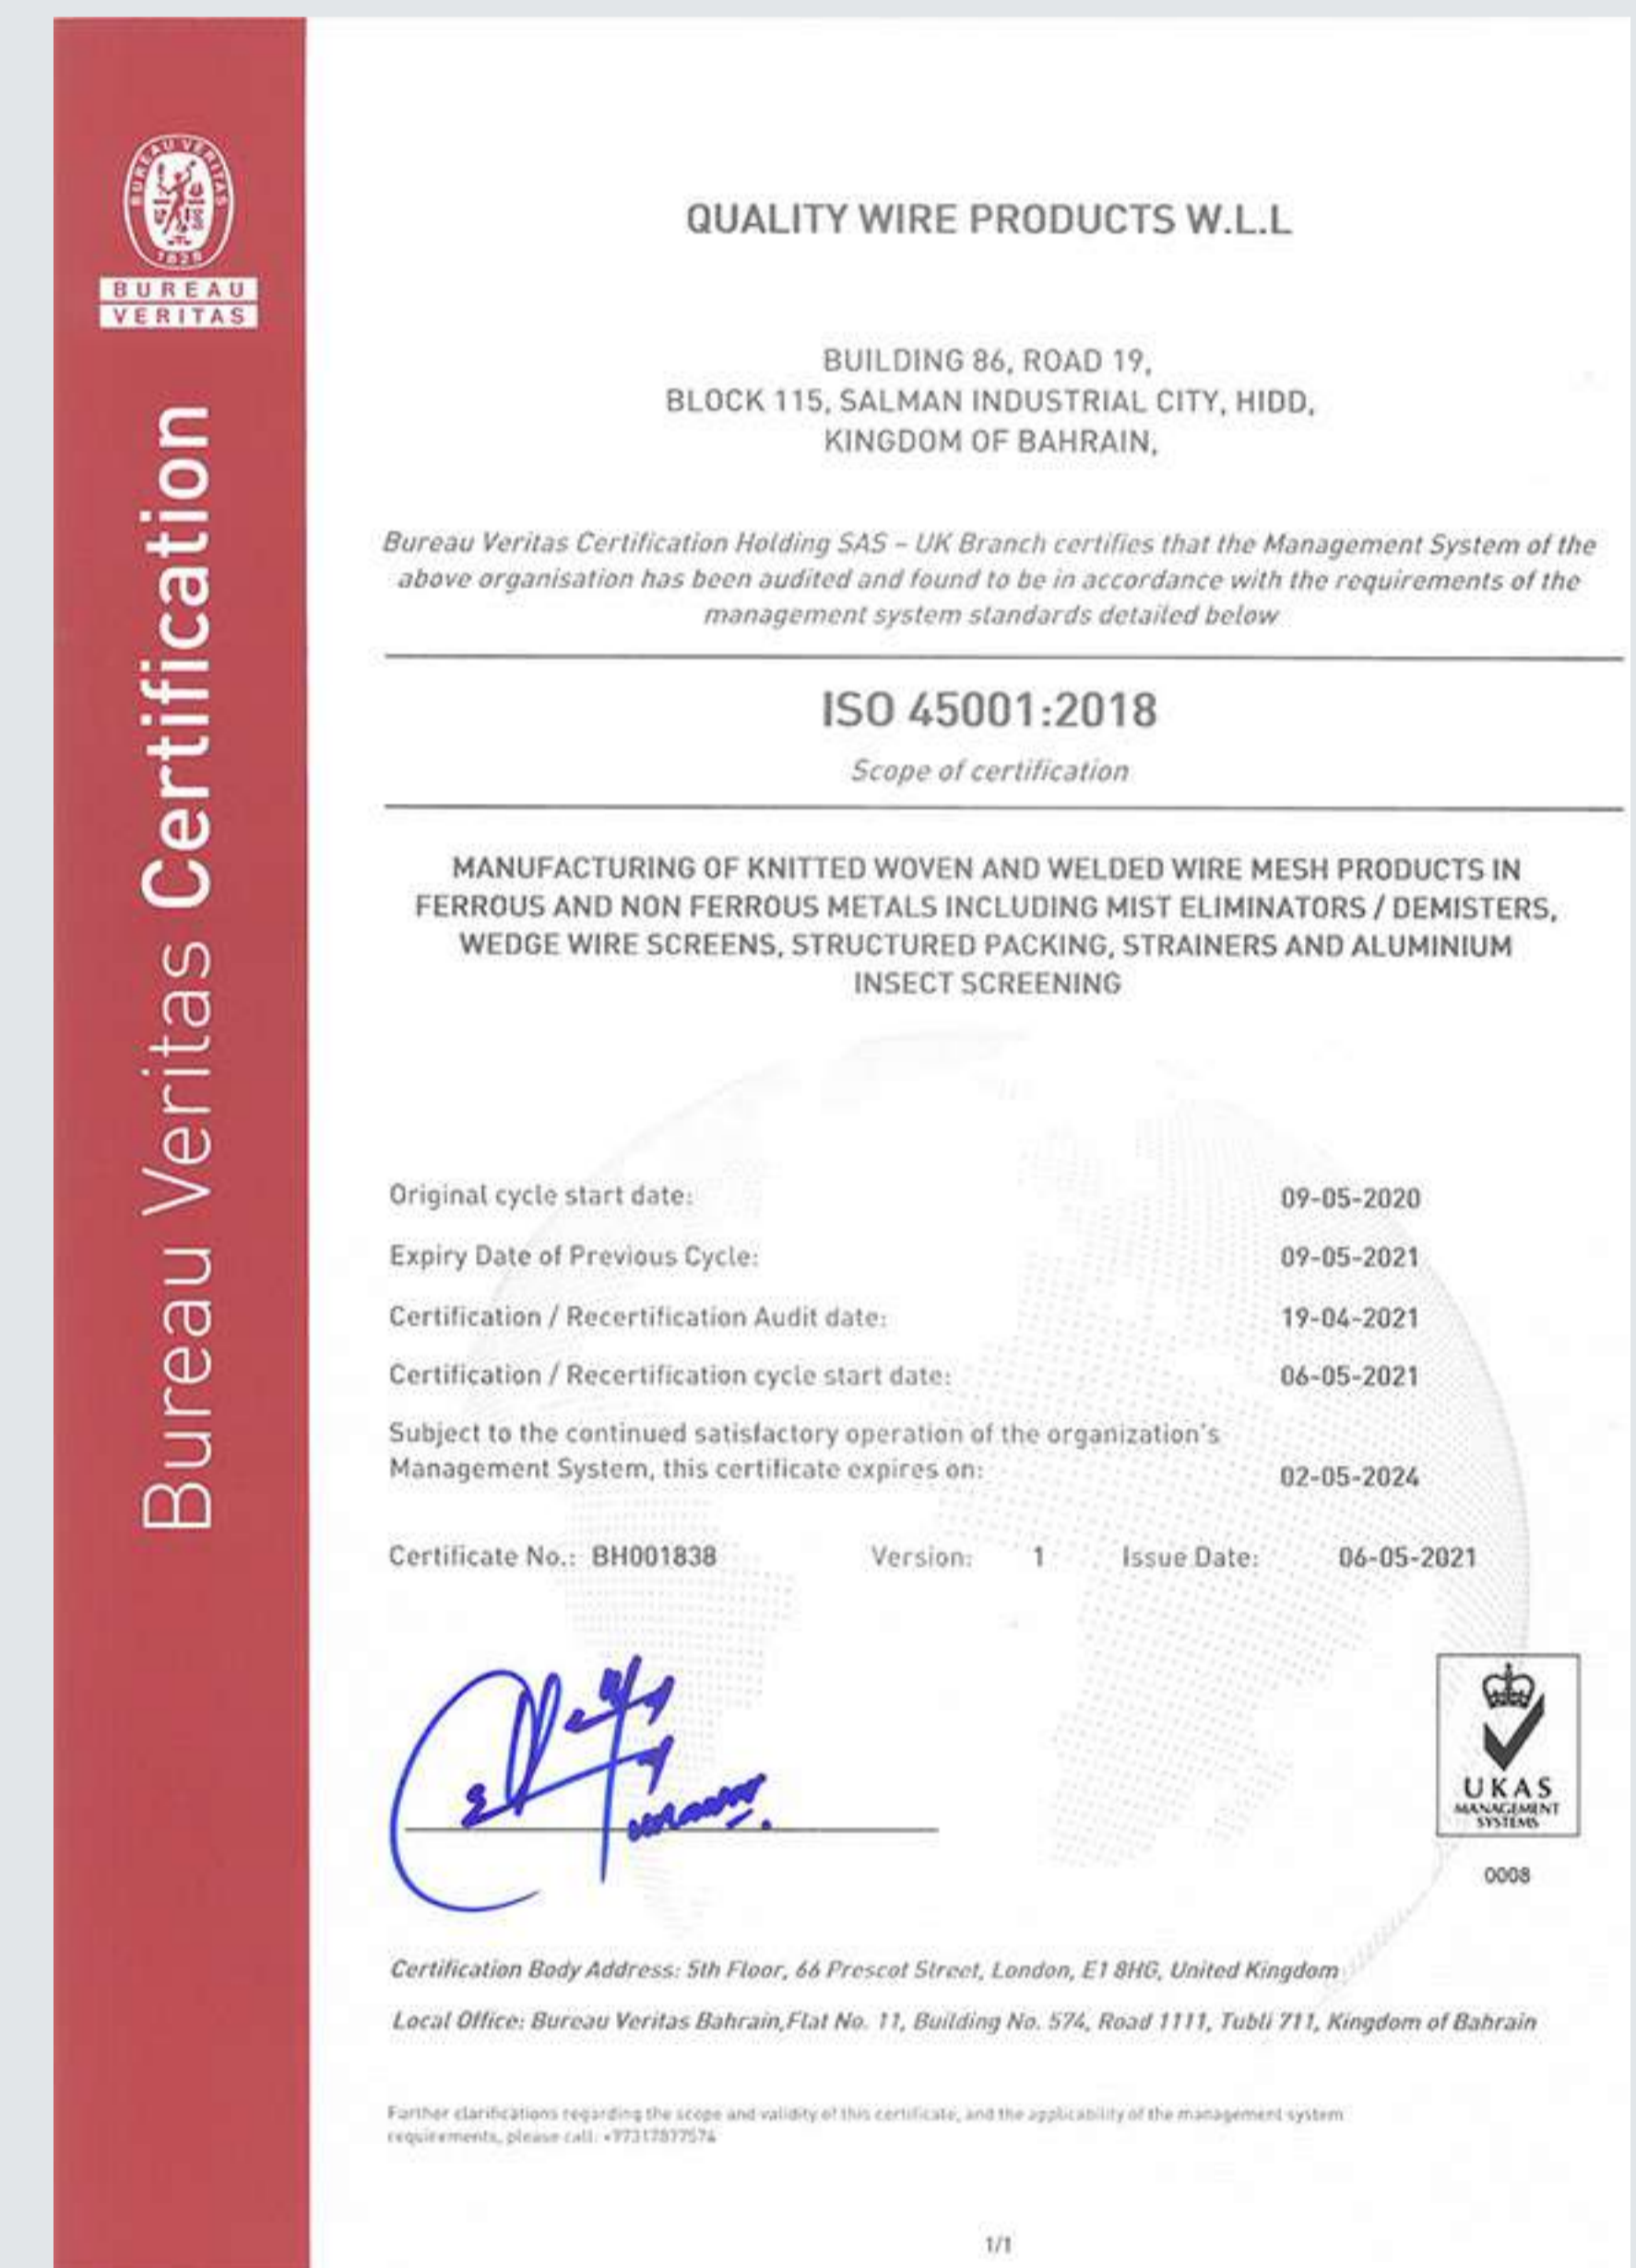 BUREAU VERITAS
1828
BUREAU
VERITAS
Bureau Veritas Certification
QUALITY WIRE PRODUCTS W.L.L
BUILDING 86, ROAD 19,
BLOCK 115, SALMAN INDUSTRIAL CITY, HIDD,
KINGDOM OF BAHRAIN,
Bureau Veritas Certification Holding SAS – UK Branch certifies that the Management System of the
above organisation has been audited and found to be in accordance with the requirements of the
management system standards detailed below
ISO 45001:2018
Scope of certification
MANUFACTURING OF KNITTED WOVEN AND WELDED WIRE MESH PRODUCTS IN
FERROUS AND NON FERROUS METALS INCLUDING MIST ELIMINATORS / DEMISTERS,
WEDGE WIRE SCREENS, STRUCTURED PACKING, STRAINERS AND ALUMINIUM
INSECT SCREENING
Original cycle start date: 09-05-2020
Expiry Date of Previous Cycle: 09-05-2021
Certification / Recertification Audit date: 19-04-2021
Certification / Recertification cycle start date: 06-05-2021
Subject to the continued satisfactory operation of the organization's
Management System, this certificate expires on: 02-05-2024
Certificate No.: BH001838 Version: 1 Issue Date: 06-05-2021
UKAS
MANAGEMENT
SYSTEMS
0008
Certification Body Address: 5th Floor, 66 Prescot Street, London, E1 8HG, United Kingdom
Local Office: Bureau Veritas Bahrain,Flat No. 11, Building No. 574, Road 1111, Tubli 711, Kingdom of Bahrain
Further clarifications regarding the scope and validity of this certificate, and the applicability of the management system
requirements, please call:
1/1